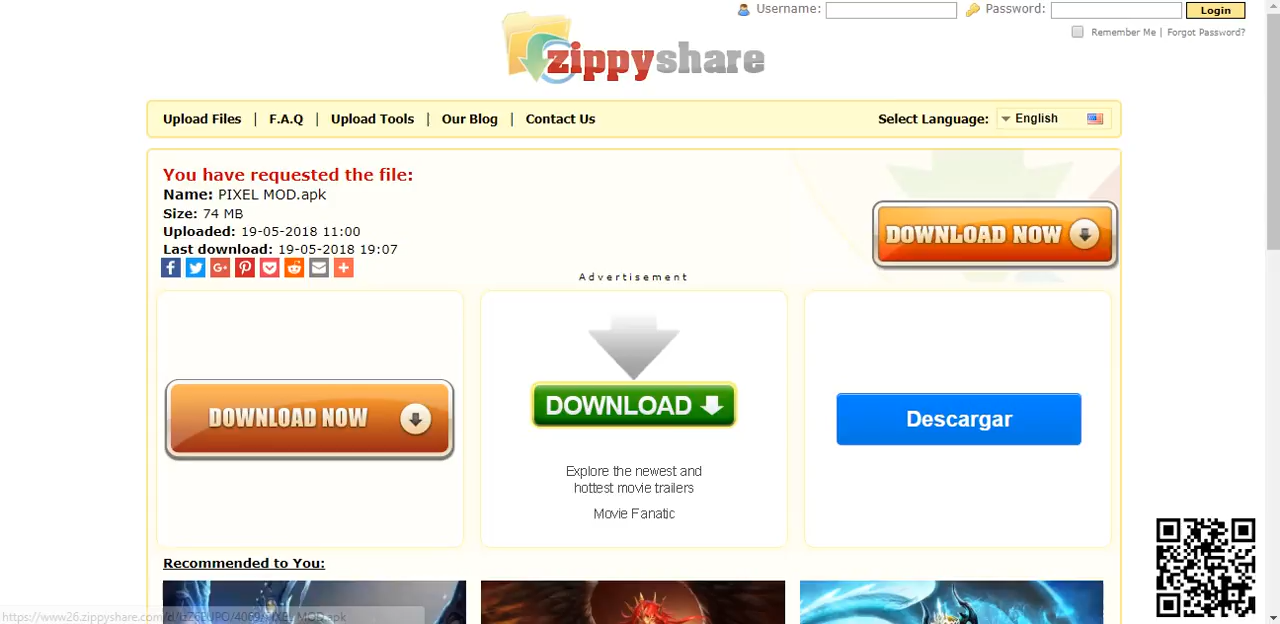 Username: Password: Login
Remember Me | Forgot Password?
zippyshare
Upload Files | F.A.Q | Upload Tools | Our Blog | Contact Us Select Language: English
You have requested the file:
Name: PIXEL MOD.apk
Size: 74 MB
Uploaded: 19-05-2018 11:00
Last download: 19-05-2018 19:07
DOWNLOAD NOW
Advertisement
DOWNLOAD NOW
DOWNLOAD
Explore the newest and
hottest movie trailers
Movie Fanatic
Descargar
Recommended to You: